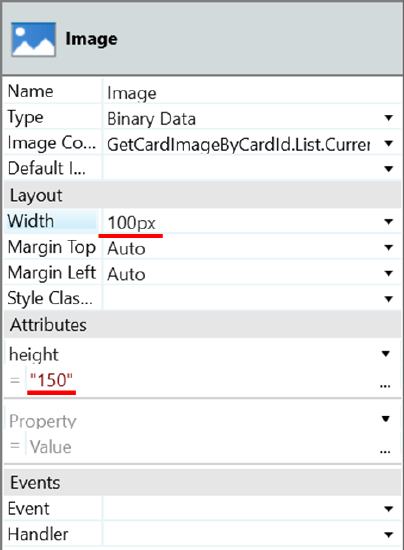 Image
Name Image
Type Binary Data
Image Co... GetCardImageByCardId.List.Currer
Default I...
Layout
Width 100px
Margin Top Auto
Margin Left Auto
Style Clas...
Attributes
height
= "150" ...
Property
= Value ...
Events
Event
Handler